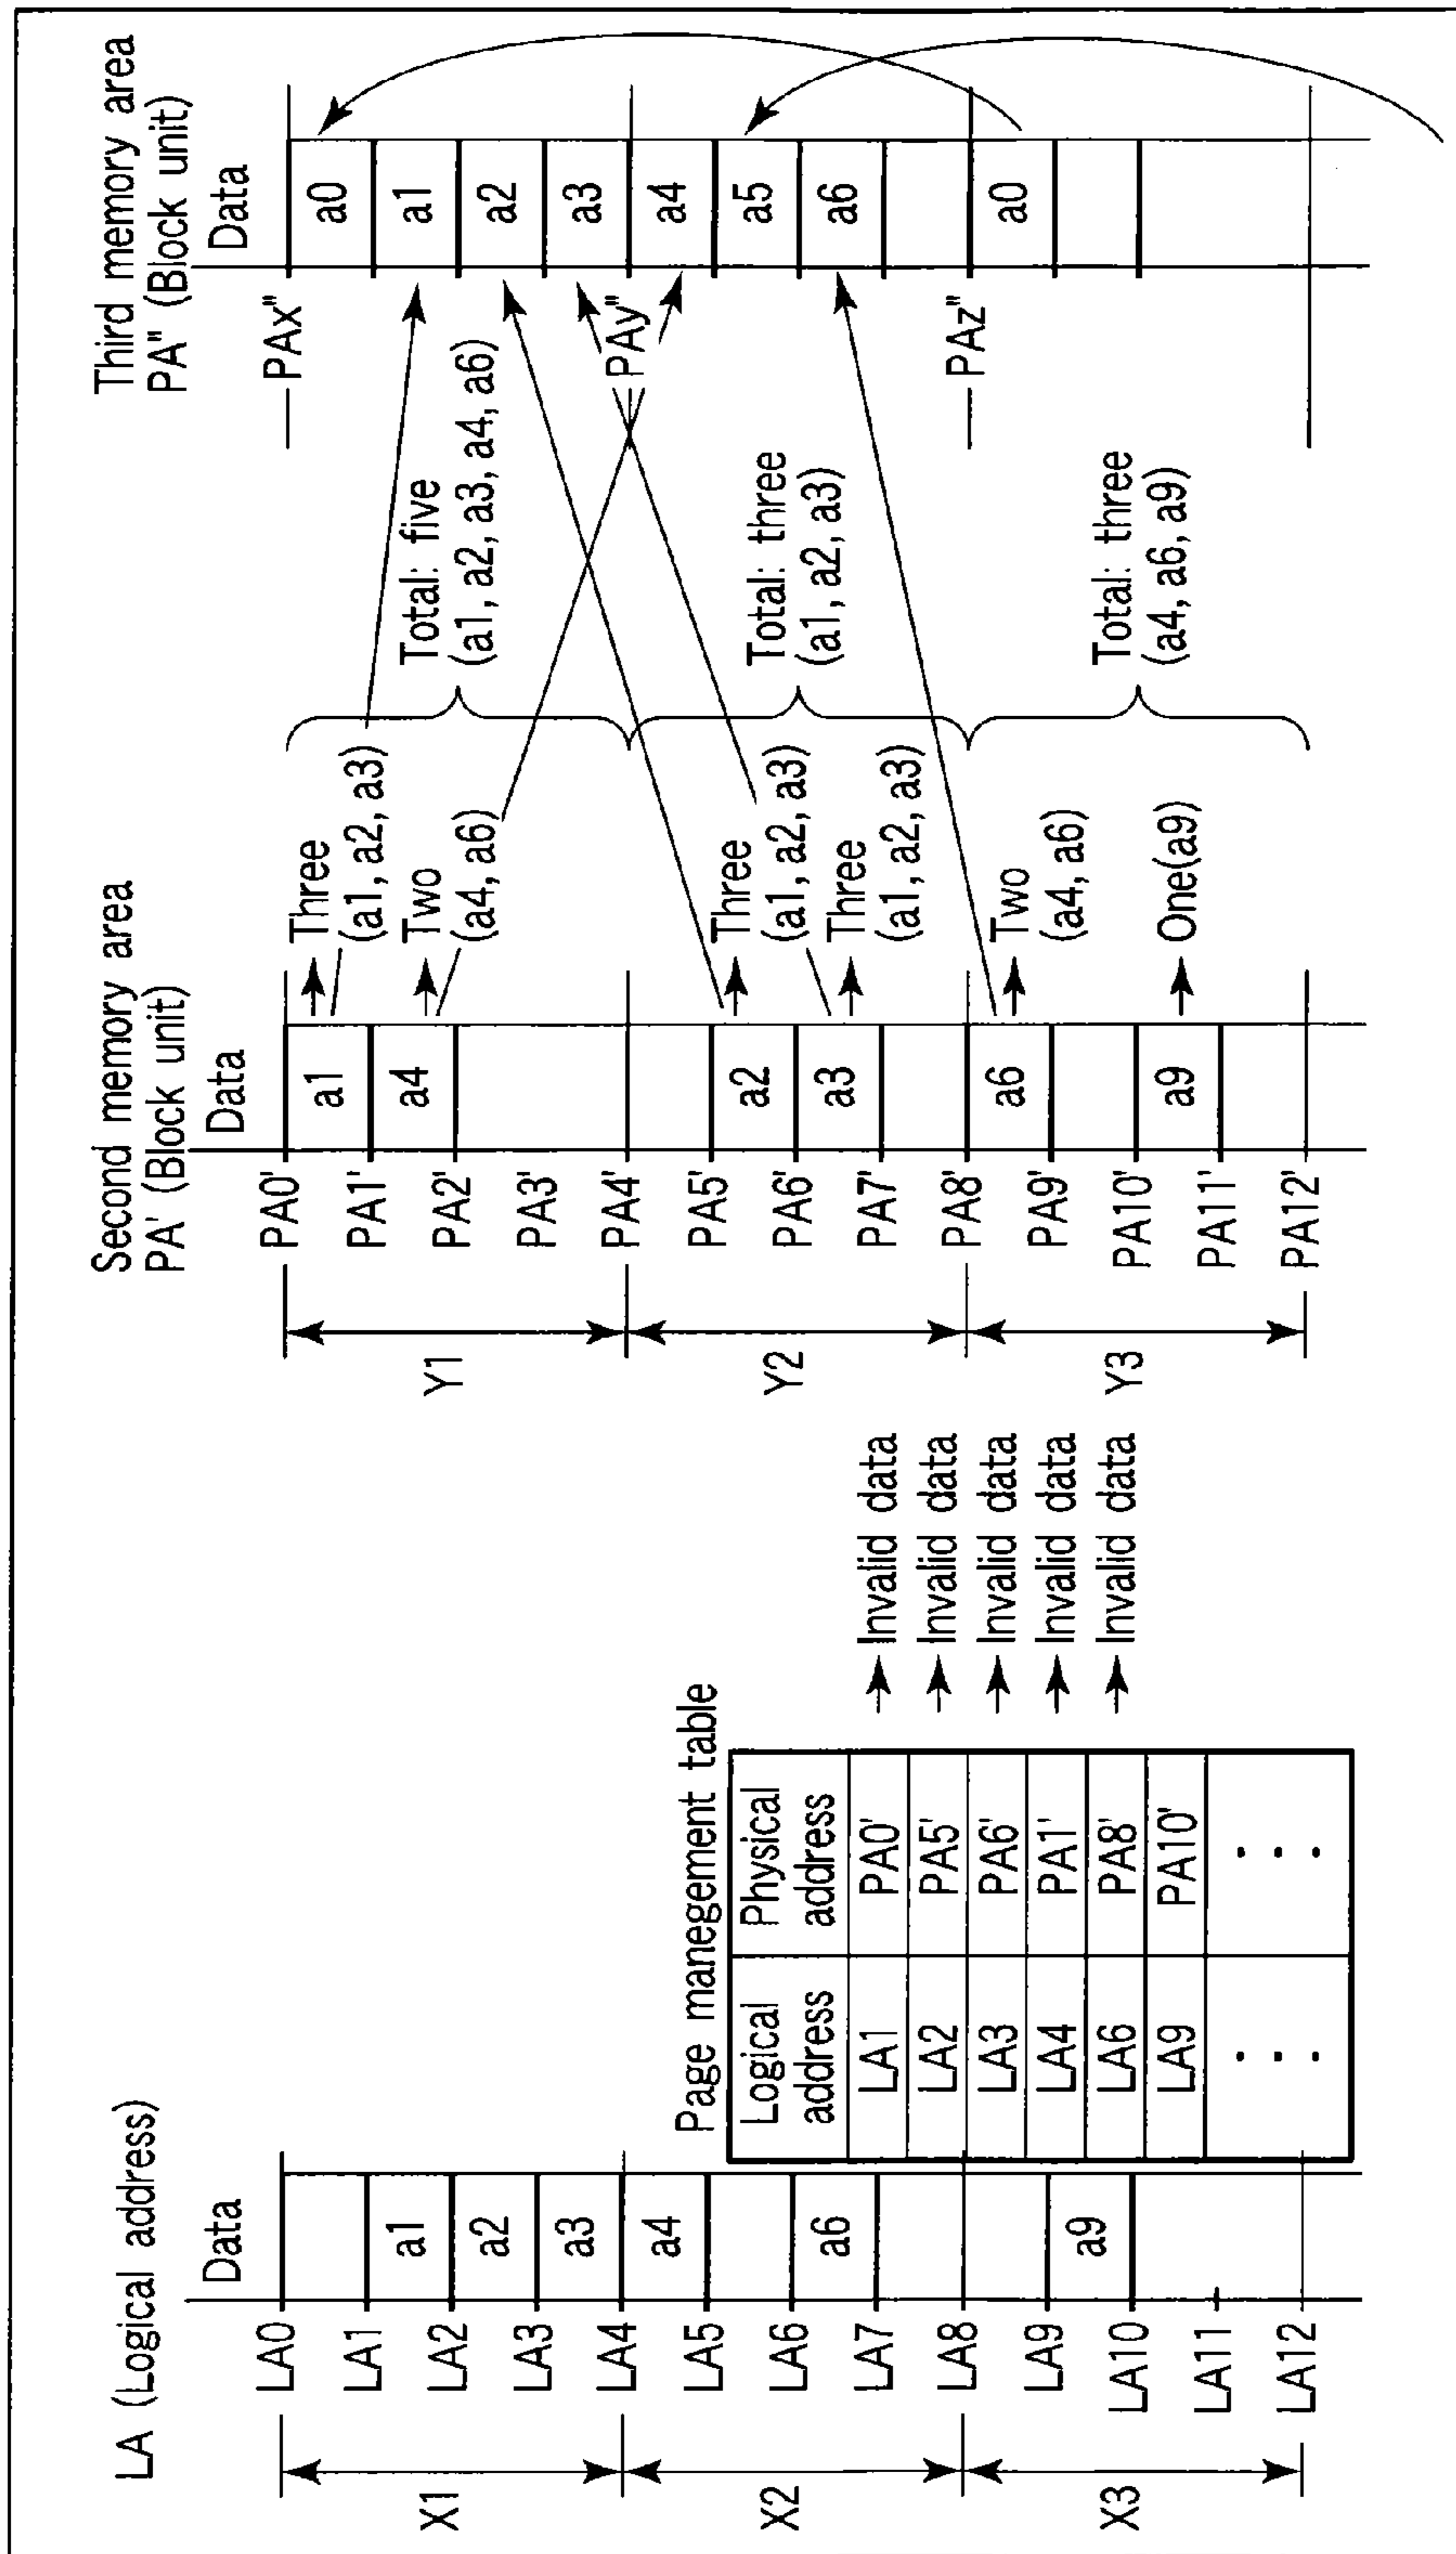 LA (Logical address)
Data
LA0
LA1
LA2
LA3
LA4
LA5
LA6
LA7
LA8
LA9
LA10
LA11
LA12
X1
X2
X3
a1
a2
a3
a4
a6
a9
Page manegement table
Logical address
Physical address
LA1 PA0'
LA2 PA5'
LA3 PA6'
LA4 PA1'
LA6 PA8'
LA9 PA10'
Invalid data
Invalid data
Invalid data
Invalid data
Invalid data
Second memory area
PA' (Block unit)
Data
PA0'
PA1'
PA2'
PA3'
PA4'
PA5'
PA6'
PA7'
PA8'
PA9'
PA10'
PA11'
PA12'
Y1
Y2
Y3
a1
a4
a2
a3
a6
a9
Three
(a1, a2, a3)
Two
(a4, a6)
Three
(a1, a2, a3)
Three
(a1, a2, a3)
Two
(a4, a6)
One(a9)
Total: five
(a1, a2, a3, a4, a6)
Total: three
(a1, a2, a3)
Total: three
(a4, a6, a9)
Third memory area
PA" (Block unit)
Data
PAx"
PAy"
PAz"
a0
a1
a2
a3
a4
a5
a6
a0